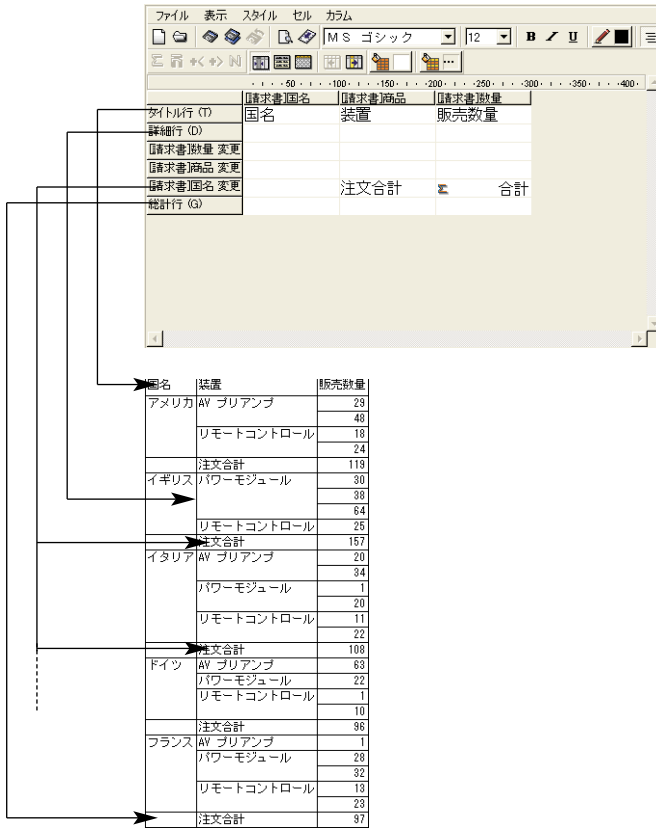 ファイル 表示 スタイル セル カラム
MS ゴシック 12 B I U
50 100 150 200 250 300 350 400
[請求書]国名 [請求書]商品 [請求書]数量
タイトル行 (T) 国名 装置 販売数量
詳細行 (D)
[請求書]数量 変更
[請求書]商品 変更
[請求書]国名 変更 注文合計 Σ 合計
総計行 (G)
国名 装置 販売数量
アメリカ AV プリアンプ 29
48
リモートコントロール 18
24
注文合計 119
イギリス パワーモジュール 30
38
64
リモートコントロール 25
注文合計 157
イタリア AV プリアンプ 20
34
パワーモジュール 1
20
リモートコントロール 11
22
注文合計 108
ドイツ AV プリアンプ 63
パワーモジュール 22
リモートコントロール 1
10
注文合計 96
フランス AV プリアンプ 1
パワーモジュール 28
32
リモートコントロール 13
23
注文合計 97